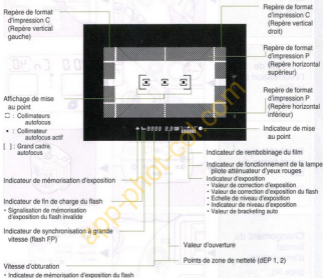 Repère de format
d'impression C
(Repère vertical
gauche)
Repère de format
d'impression C
(Repère vertical
droit)
Repère de format
d'impression P
(Repère horizontal
supérieur)
Repère de format
d'impression P
(Repère horizontal
inférieur)
Affichage de mise
au point
: Collimateurs
autofocus
• : Collimateur
autofocus actif
[ ] : Grand cadre
autofocus
Indicateur de mise
au point
Indicateur de rembobinage du film
Indicateur de fonctionnement de la lampe
pilote atténuateur d'yeux rouges
Indicateur d'exposition
• Valeur de correction d'exposition
• Valeur de correction d'exposition du flash
• Echelle de niveau d'exposition
• Indicateur de niveau d'exposition
• Valeur de bracketing auto
Indicateur de mémorisation d'exposition
Indicateur de fin de charge du flash
• Signalisation de mémorisation
d'exposition du flash invalide
Indicateur de synchronisation à grande
vitesse (flash FP)
Valeur d'ouverture
Points de zone de netteté (dEP 1, 2)
Vitesse d'obturation
• Indicateur de mémorisation d'exposition du flash